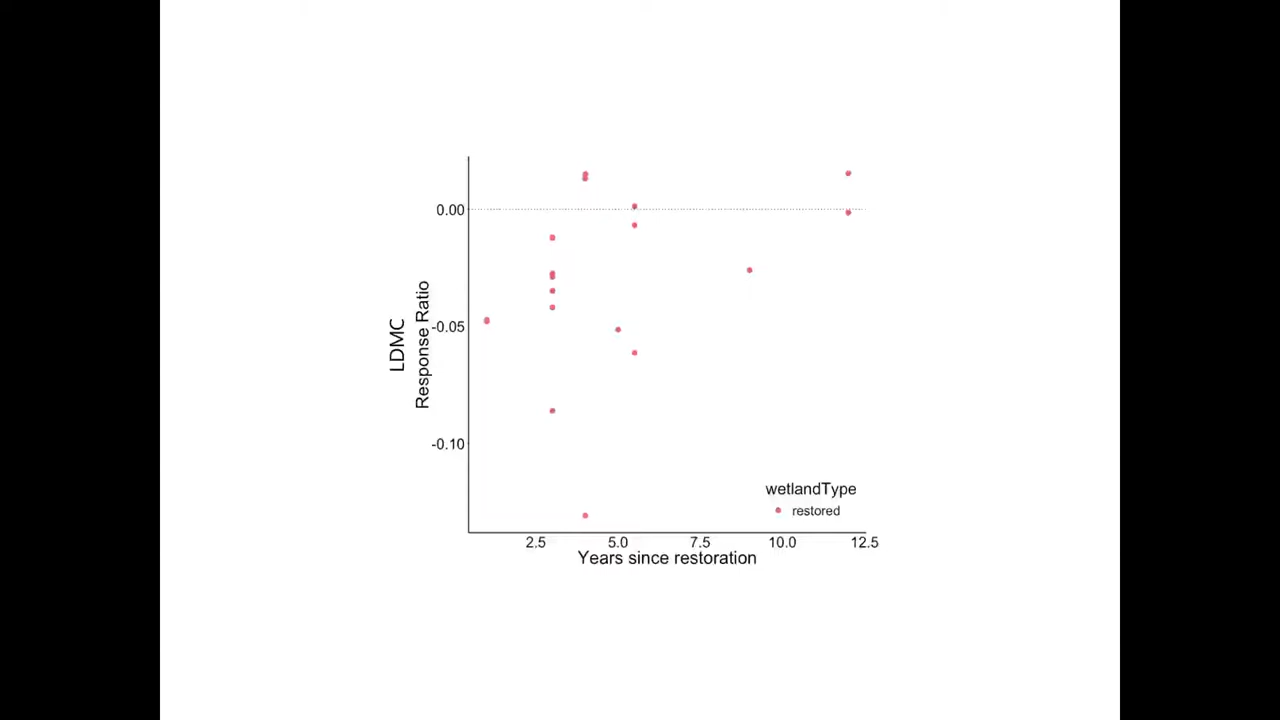 0.00
-0.05
-0.10
LDMC
Response Ratio
wetlandType
restored
2.5 5.0 7.5 10.0 12.5
Years since restoration